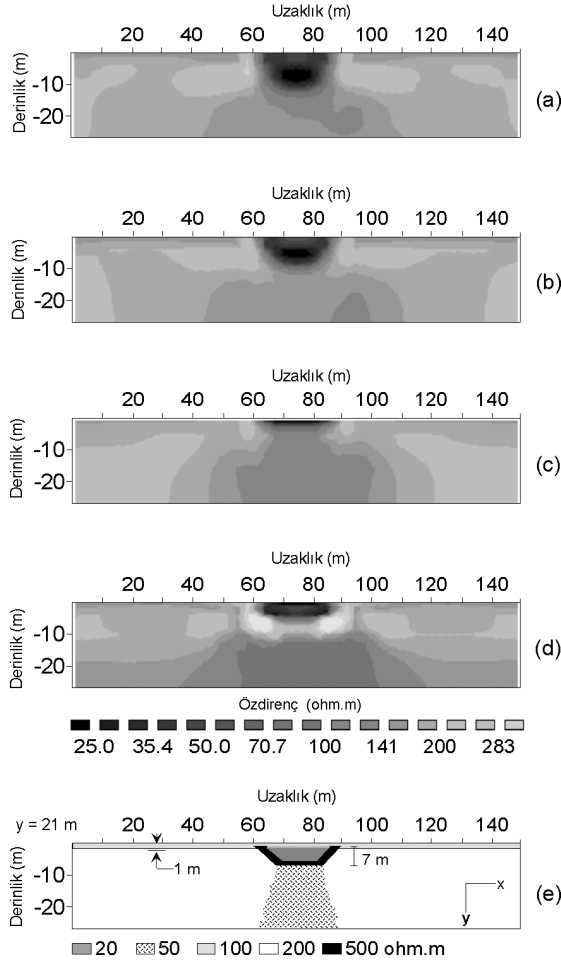 Uzaklık (m)
20 40 60 80 100 120 140
Derinlik (m)
-10
-20
(a)
Uzaklık (m)
20 40 60 80 100 120 140
Derinlik (m)
-10
-20
(b)
Uzaklık (m)
20 40 60 80 100 120 140
Derinlik (m)
-10
-20
(c)
Uzaklık (m)
20 40 60 80 100 120 140
Derinlik (m)
-10
-20
(d)
Özdirenç (ohm.m)
25.0 35.4 50.0 70.7 100 141 200 283
Uzaklık (m)
y = 21 m 20 40 60 80 100 120 140
Derinlik (m)
1 m
7 m
-10
-20
x
y
(e)
20 50 100 200 500 ohm.m